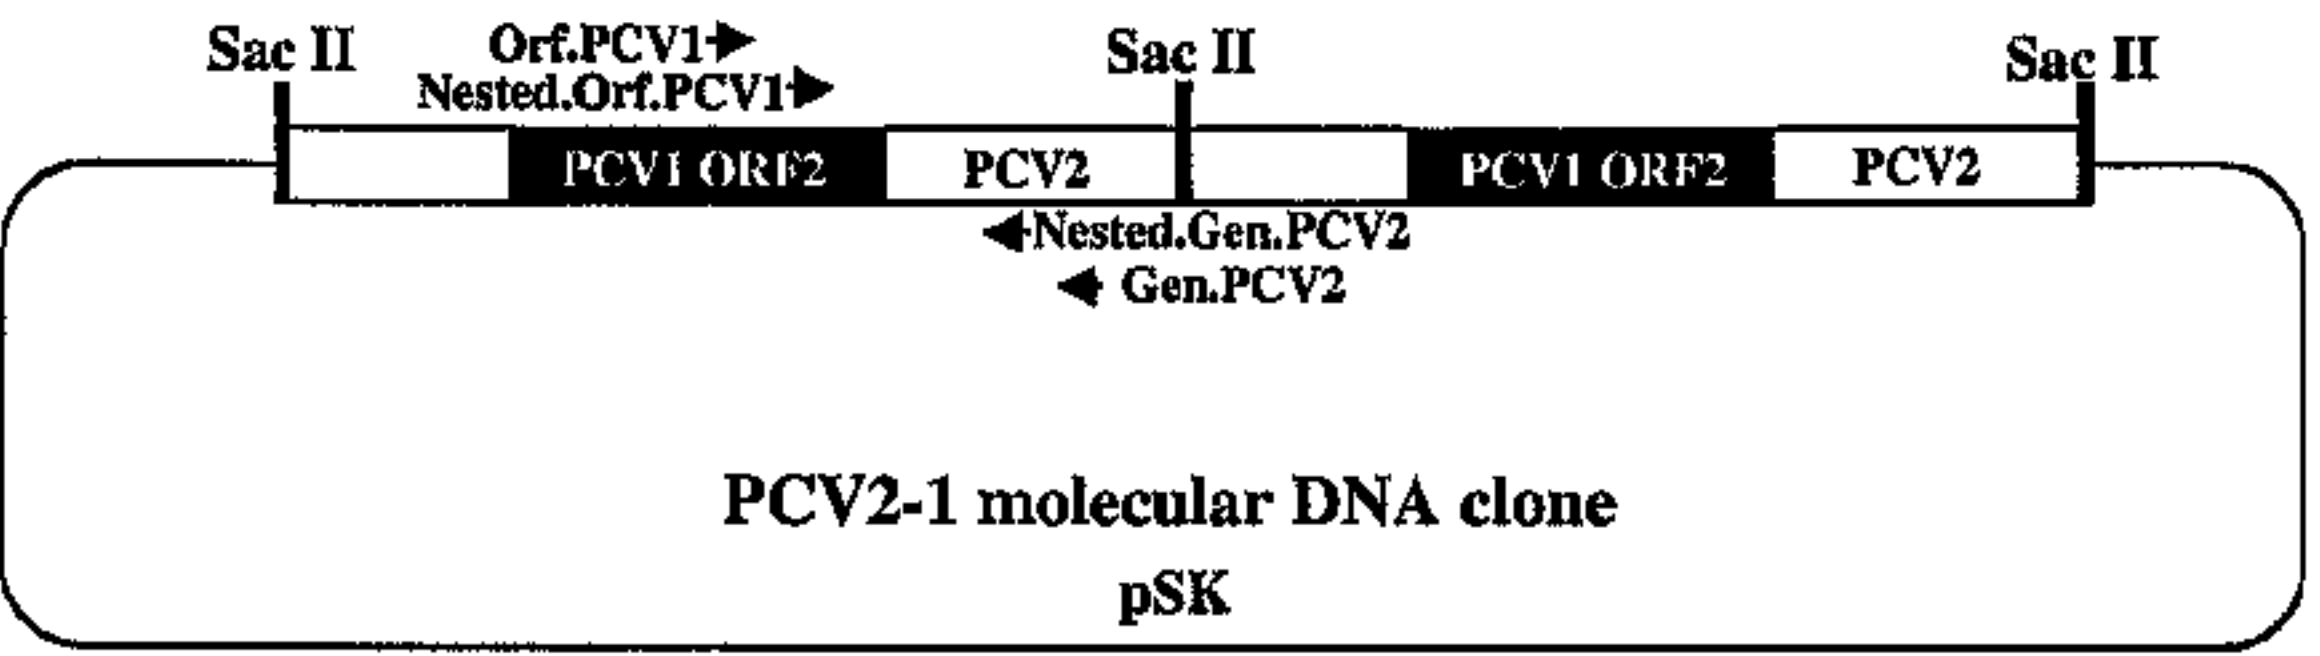 Sac II
Orf.PCV1
Nested.Orf.PCV1
Sac II
Sac II
PCV1 ORF2
PCV2
PCV1 ORF2
PCV2
Nested.Gen.PCV2
Gen.PCV2
PCV2-1 molecular DNA clone
pSK